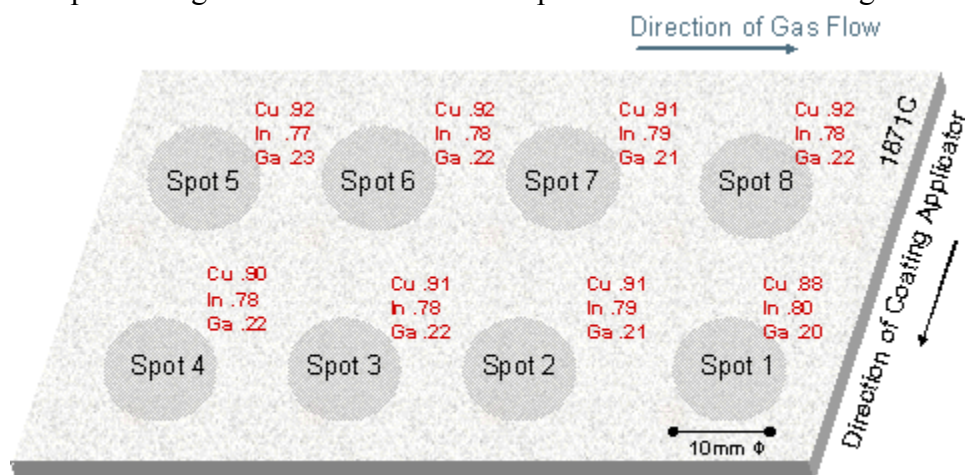 Direction of Gas Flow
Cu .92
In .77
Ga .23
Spot 5
Cu .92
In .78
Ga .22
Spot 6
Cu .91
In .79
Ga .21
Spot 7
Cu .92
In .78
Ga .22
Spot 8
1871C
Direction of Coating Applicator
Cu .90
In .78
Ga .22
Spot 4
Cu .91
In .78
Ga .22
Spot 3
Cu .91
In .79
Ga .21
Spot 2
Cu .88
In .80
Ga .20
Spot 1
10mm Φ